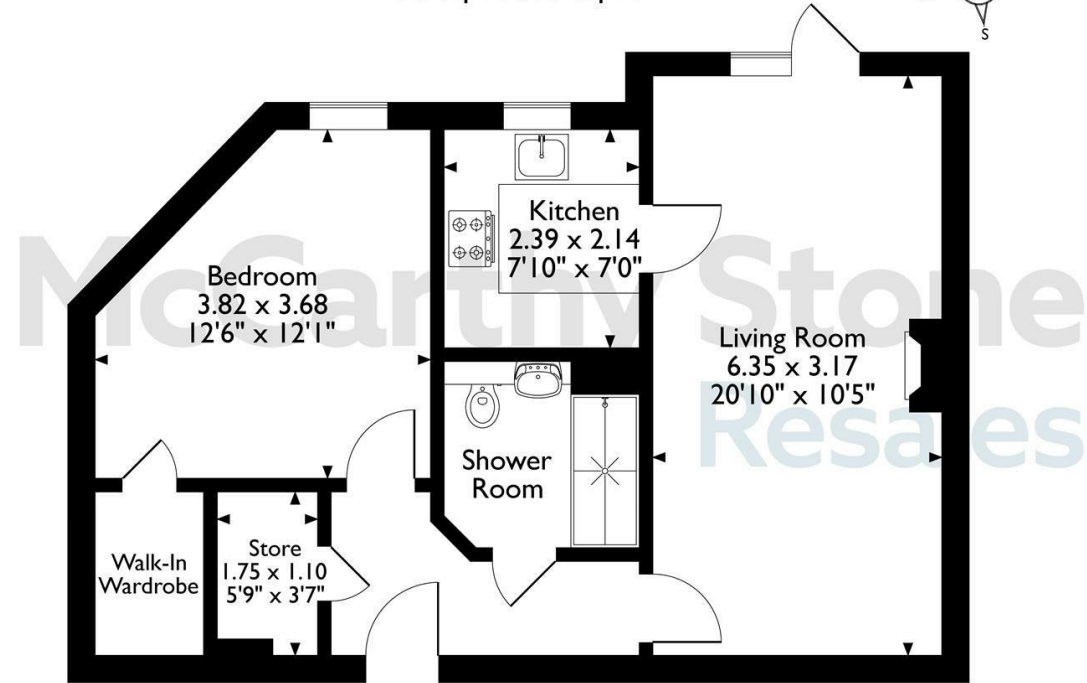 S
Kitchen
2.39 x 2.14
7'10" x 7'0"
Bedroom
3.82 x 3.68
12'6" x 12'1"
McCarthy Stone
Resales
Living Room
6.35 x 3.17
20'10" x 10'5"
Shower
Room
Store
1.75 x 1.10
5'9" x 3'7"
Walk-In
Wardrobe